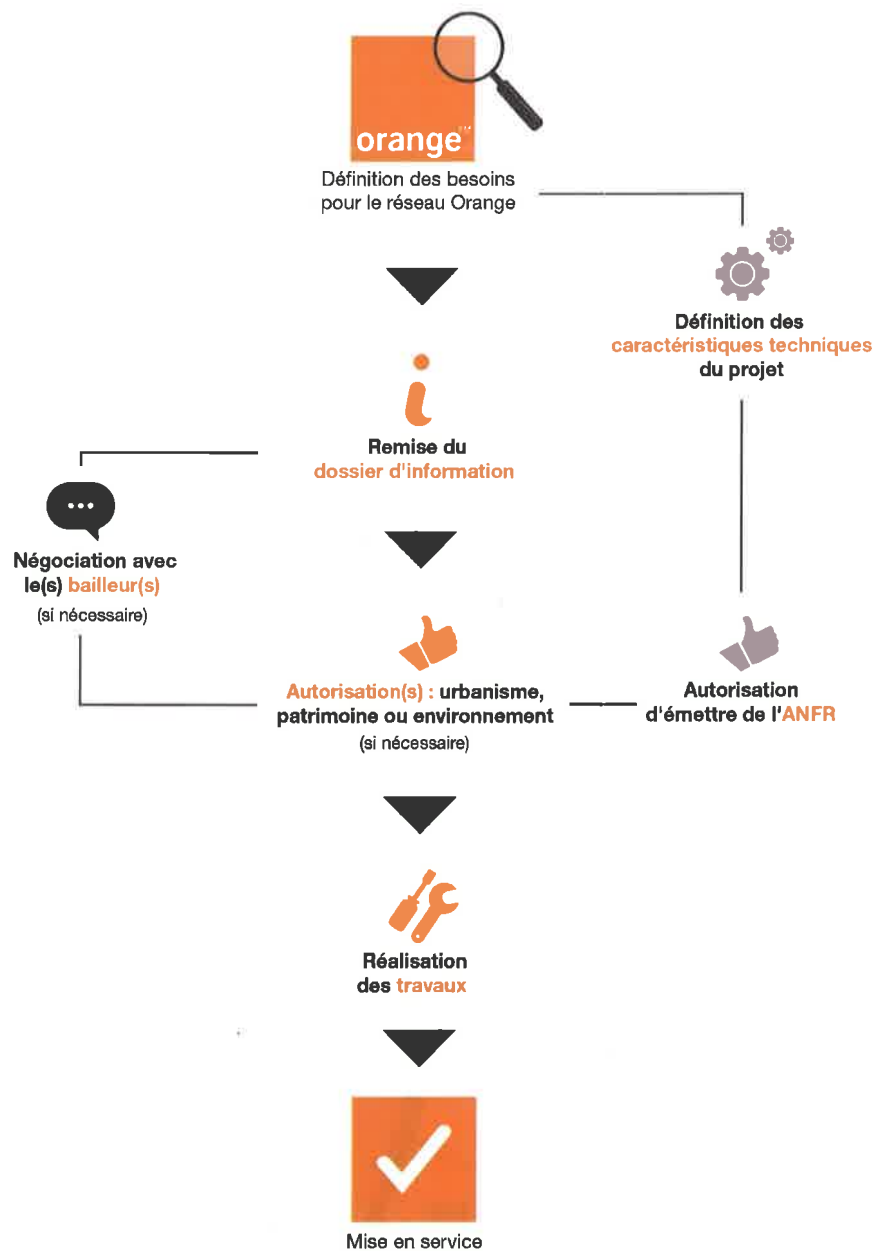 orange™
Définition des besoins
pour le réseau Orange
Définition des
caractéristiques techniques
du projet
Remise du
dossier d'information
Négociation avec
le(s) bailleur(s)
(si nécessaire)
Autorisation(s) : urbanisme,
patrimoine ou environnement
(si nécessaire)
Autorisation
d'émettre de l'ANFR
Réalisation
des travaux
Mise en service